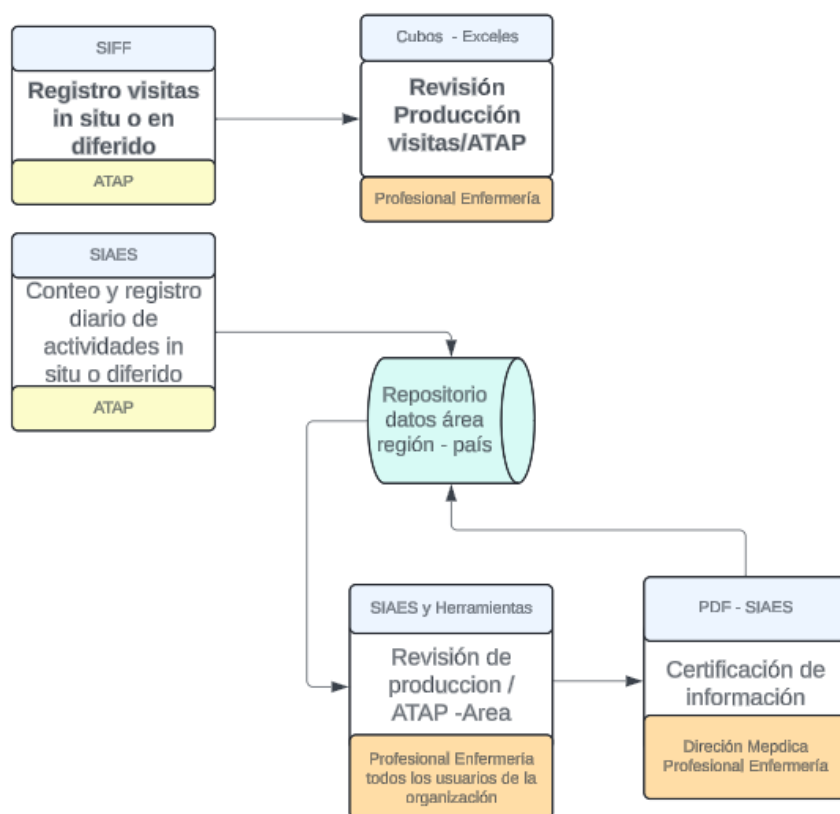 SIFF
Registro visitas
in situ o en
diferido
ATAP
Cubos - Exceles
Revisión
Producción
visitas/ATAP
Profesional Enfermería
SIAES
Conteo y registro
diario de
actividades in
situ o diferido
ATAP
Repositorio
datos área
región - país
SIAES y Herramientas
Revisión de
produccion /
ATAP -Area
Profesional Enfermería
todos los usuarios de la
organización
PDF - SIAES
Certificación de
información
Direción Mepdica
Profesional Enfermería